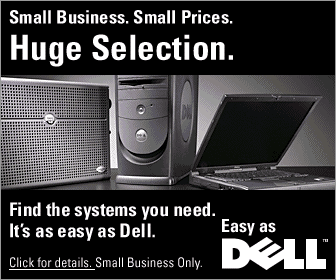 Small Business. Small Prices.
Huge Selection.
Find the systems you need.
It's as easy as Dell.
Easy as
DELL™
Click for details. Small Business Only.